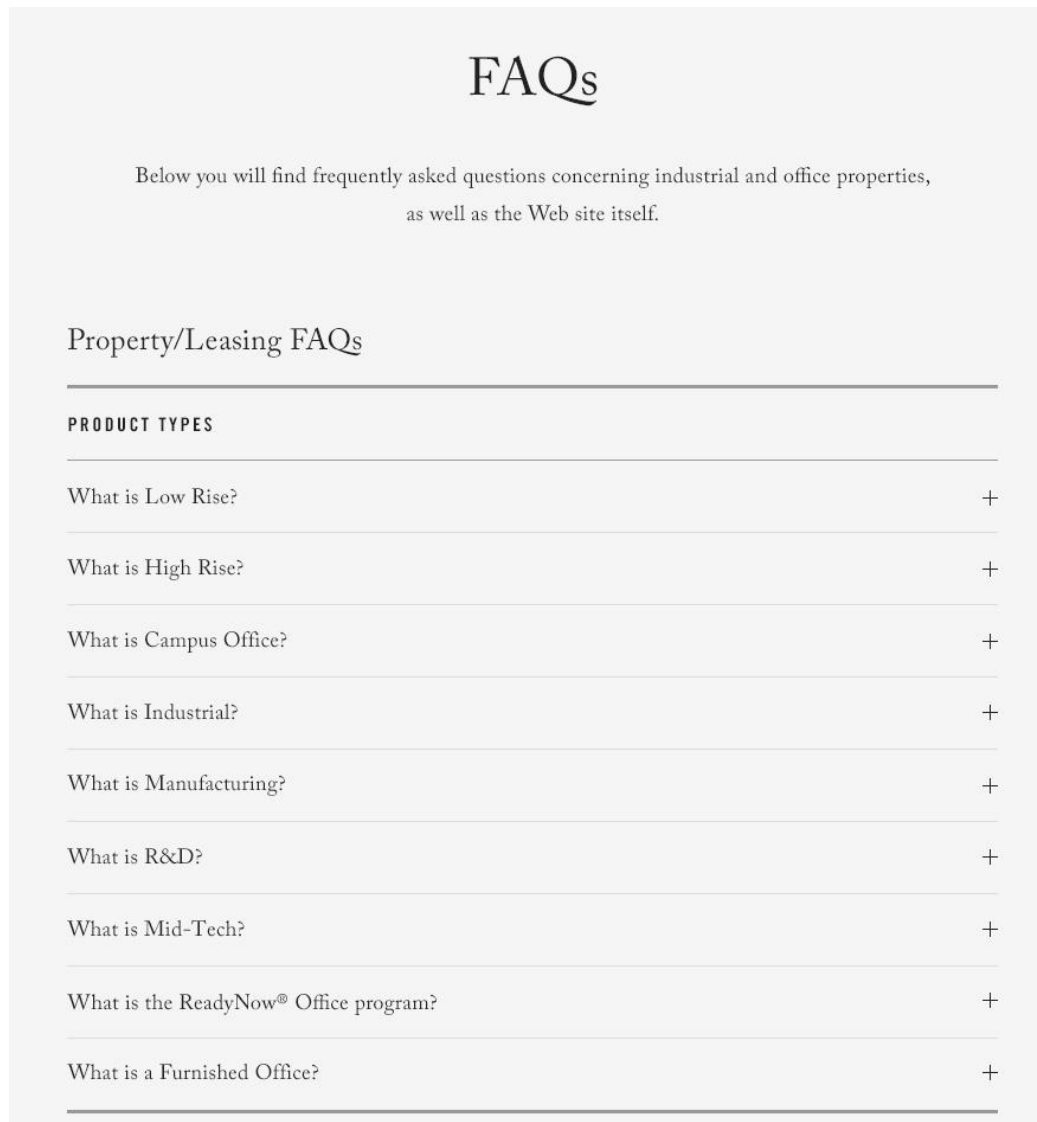 FAQs
Below you will find frequently asked questions concerning industrial and office properties,
as well as the Web site itself.
Property/Leasing FAQs
PRODUCT TYPES
What is Low Rise?
What is High Rise?
What is Campus Office?
What is Industrial?
What is Manufacturing?
What is R&D?
What is Mid-Tech?
What is the ReadyNow® Office program?
What is a Furnished Office?